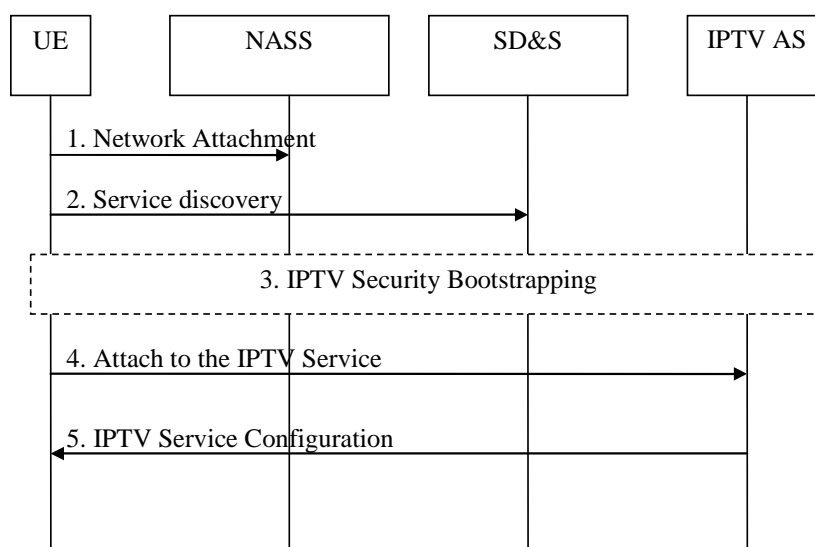 UE
NASS
SD&S
IPTV AS
1. Network Attachment
2. Service discovery
3. IPTV Security Bootstrapping
4. Attach to the IPTV Service
5. IPTV Service Configuration